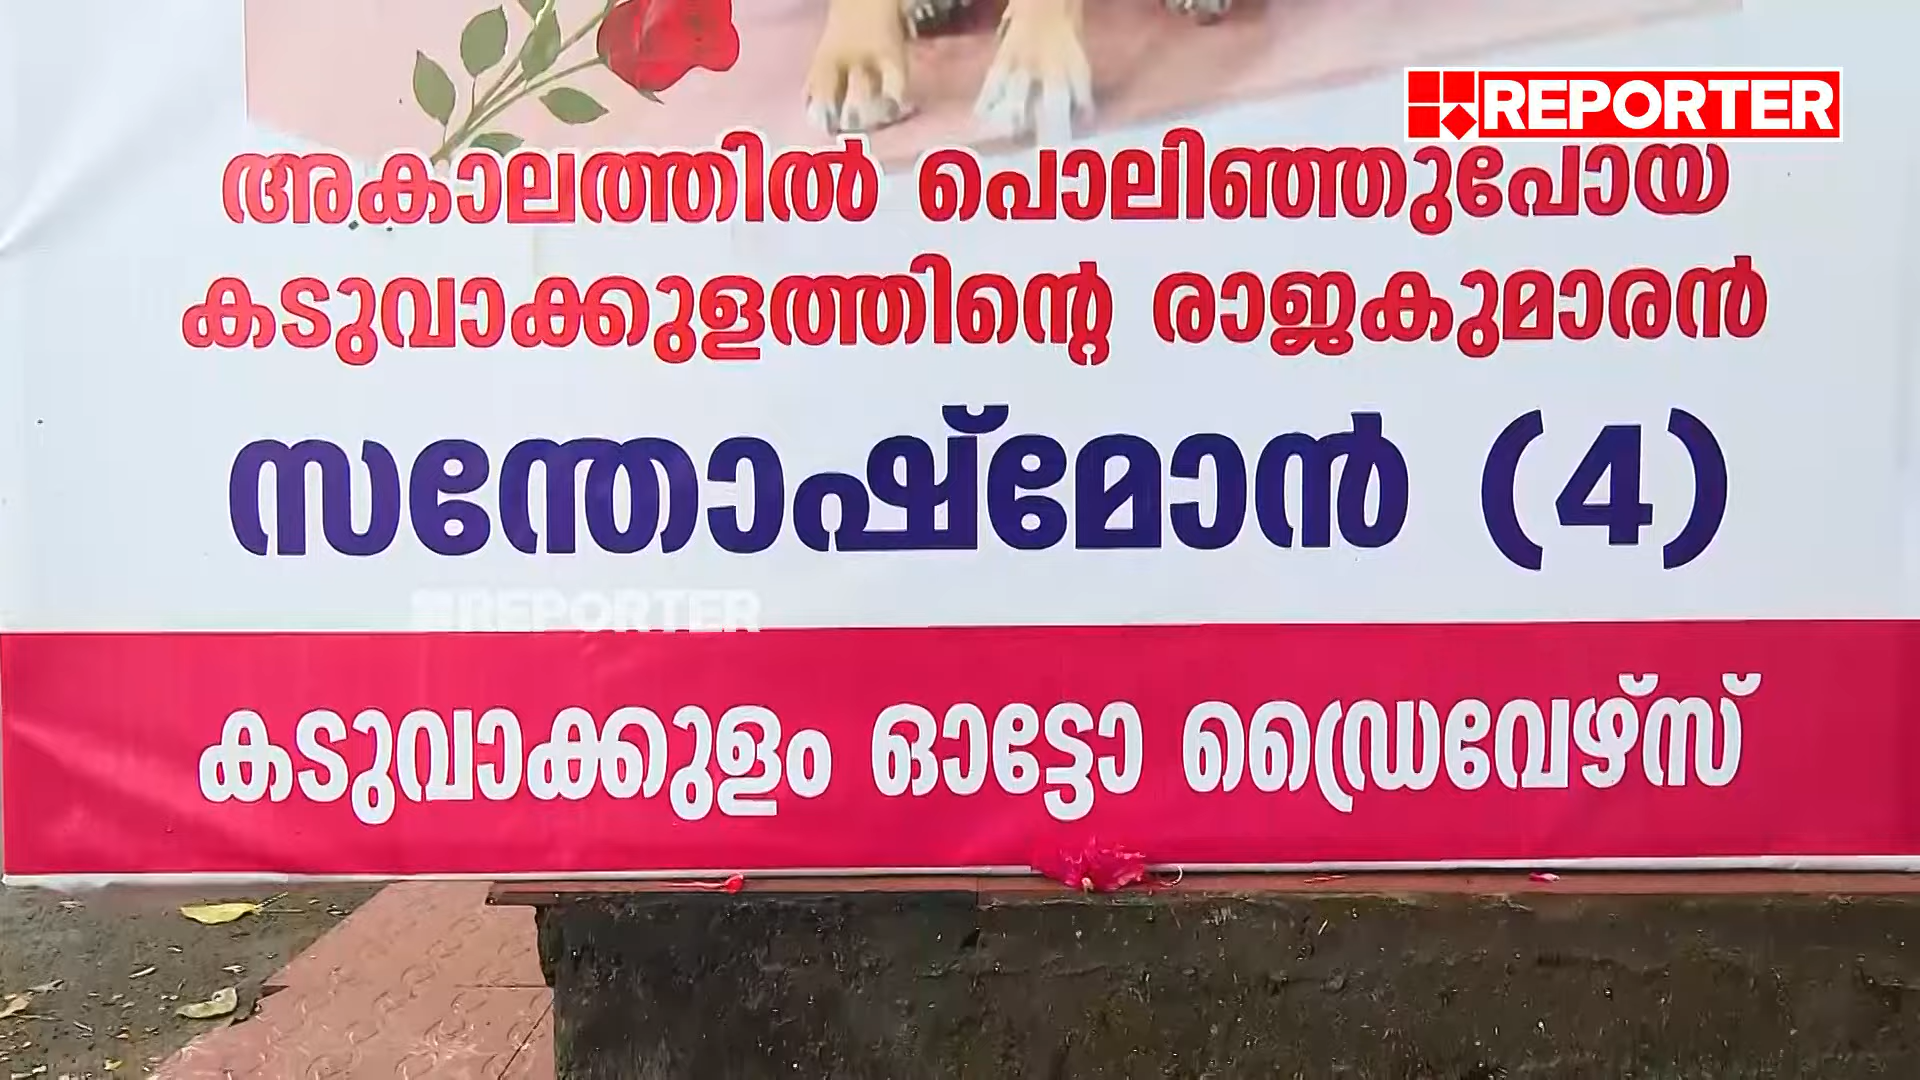 REPORTER
അകാലത്തിൽ പൊലിഞ്ഞുപോയ
കടുവാക്കുളത്തിന്റെ രാജകുമാരൻ
സന്തോഷ്മോൻ (4)
REPORTER
കടുവാക്കുളം ഓട്ടോ ഡ്രൈവേഴ്സ്